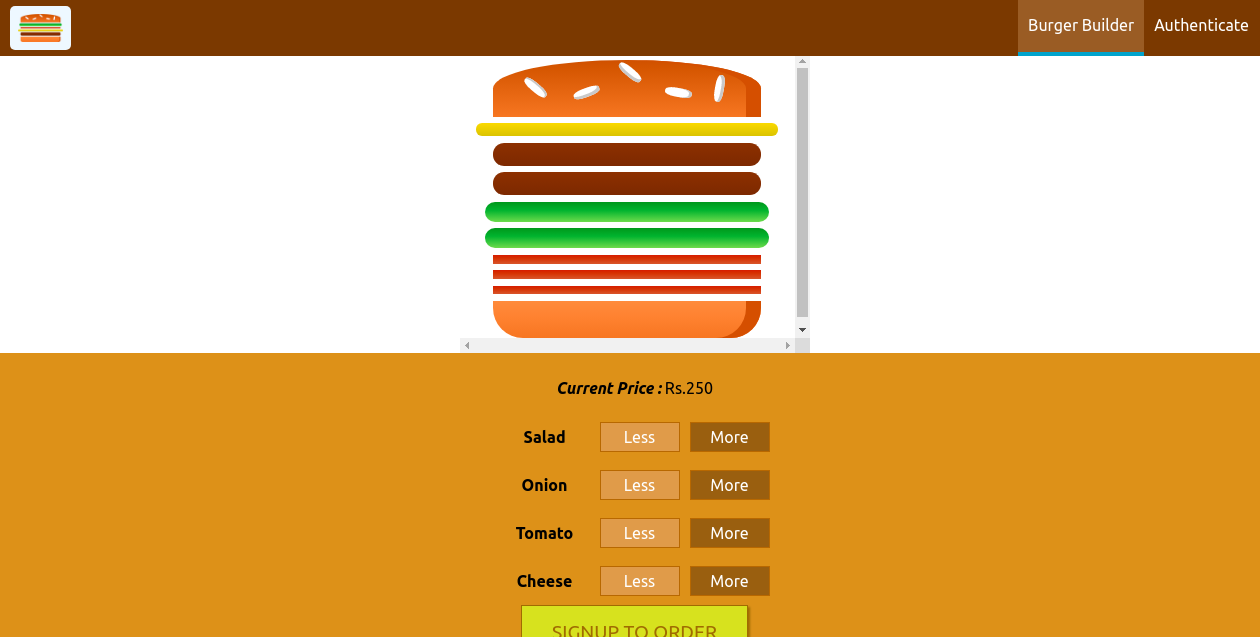 Burger Builder Authenticate
Current Price : Rs.250
Salad Less More
Onion Less More
Tomato Less More
Cheese Less More
SIGNUP TO ORDER